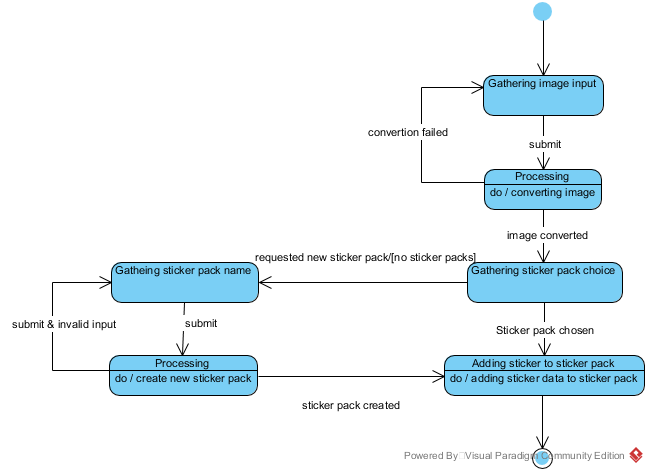 Gathering image input
convertion failed
submit
Processing
do / converting image
image converted
requested new sticker pack/[no sticker packs]
Gatheing sticker pack name
Gathering sticker pack choice
submit & invalid input
submit
Sticker pack chosen
Processing
do / create new sticker pack
Adding sticker to sticker pack
do / adding sticker data to sticker pack
sticker pack created
Powered By Visual Paradigm Community Edition